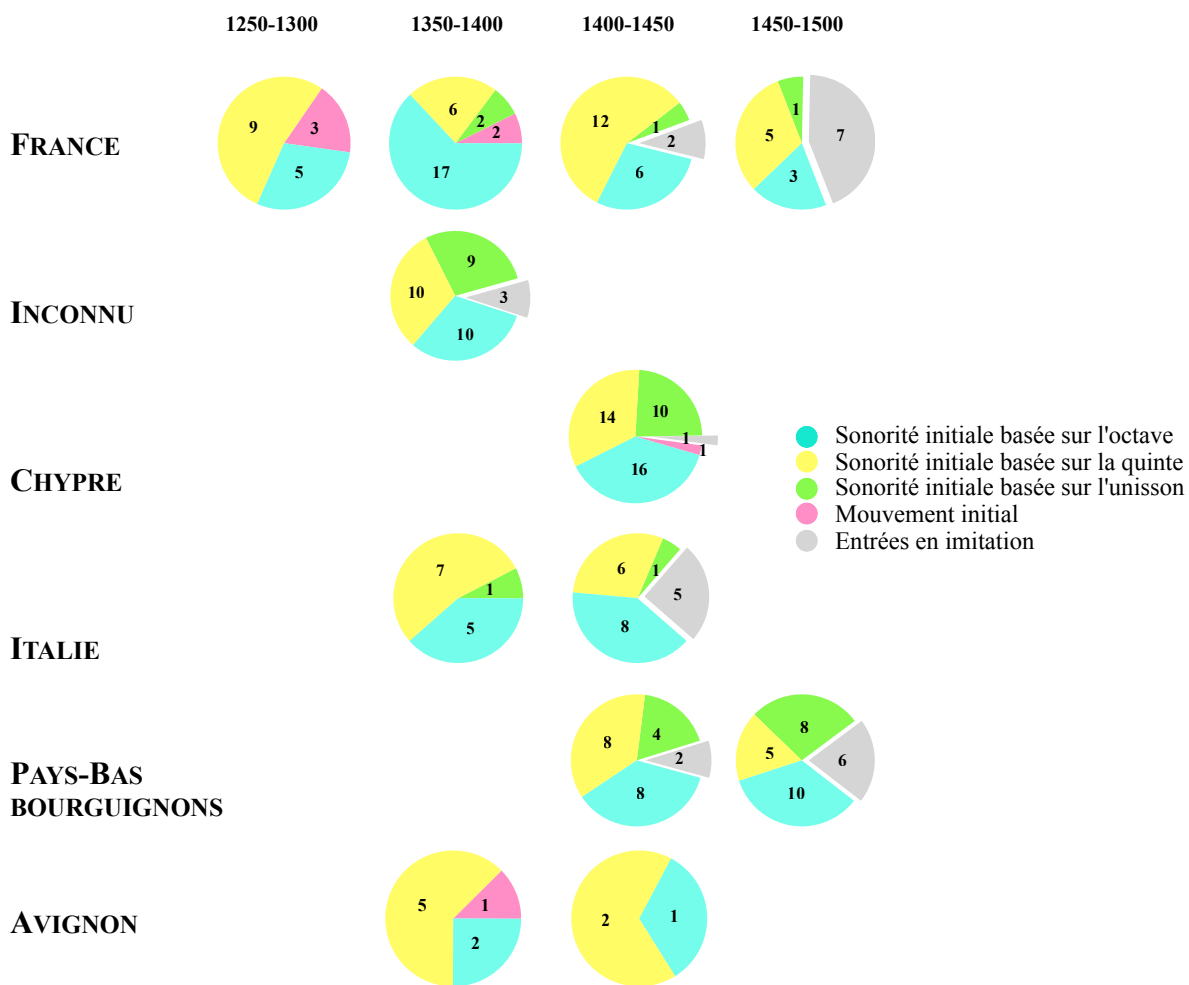 1250-1300 1350-1400 1400-1450 1450-1500
FRANCE
9 3 5
6 2 2 17
12 1 2 6
1 5 7 3
INCONNU
9 10 3 10
CHYPRE
14 10 1 1 16
Sonorité initiale basée sur l'octave
Sonorité initiale basée sur la quinte
Sonorité initiale basée sur l'unisson
Mouvement initial
Entrées en imitation
ITALIE
7 1 5
6 1 5 8
PAYS-BAS
BOURGUIGNONS
8 4 2 8
8 5 6 10
AVIGNON
5 1 2
2 1